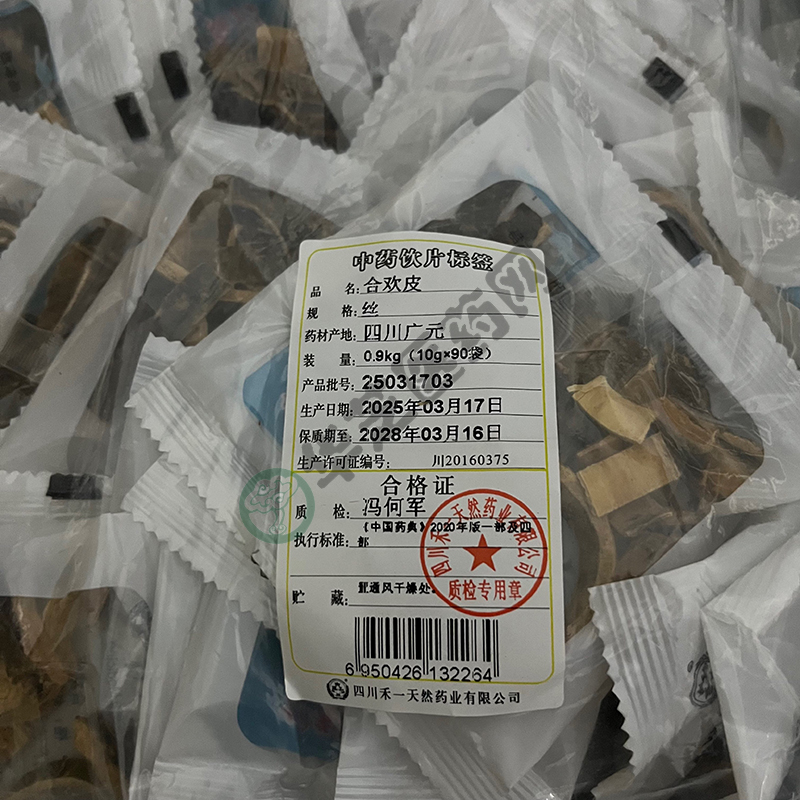 中药饮片标签
品 名：合欢皮
规 格：丝
药材产地：四川广元
装 量：0.9kg（10g×90袋）
产品批号：25031703
生产日期：2025年03月17日
保质期至：2028年03月16日
生产许可证编号： 川20160375
合格证
质 检：冯何军
《中国药典》2020年版一部及四
执行标准：部
四川禾一天然药业有限公司
质检专用章
贮 藏：置通风干燥处
6 950426 132264
四川禾一天然药业有限公司